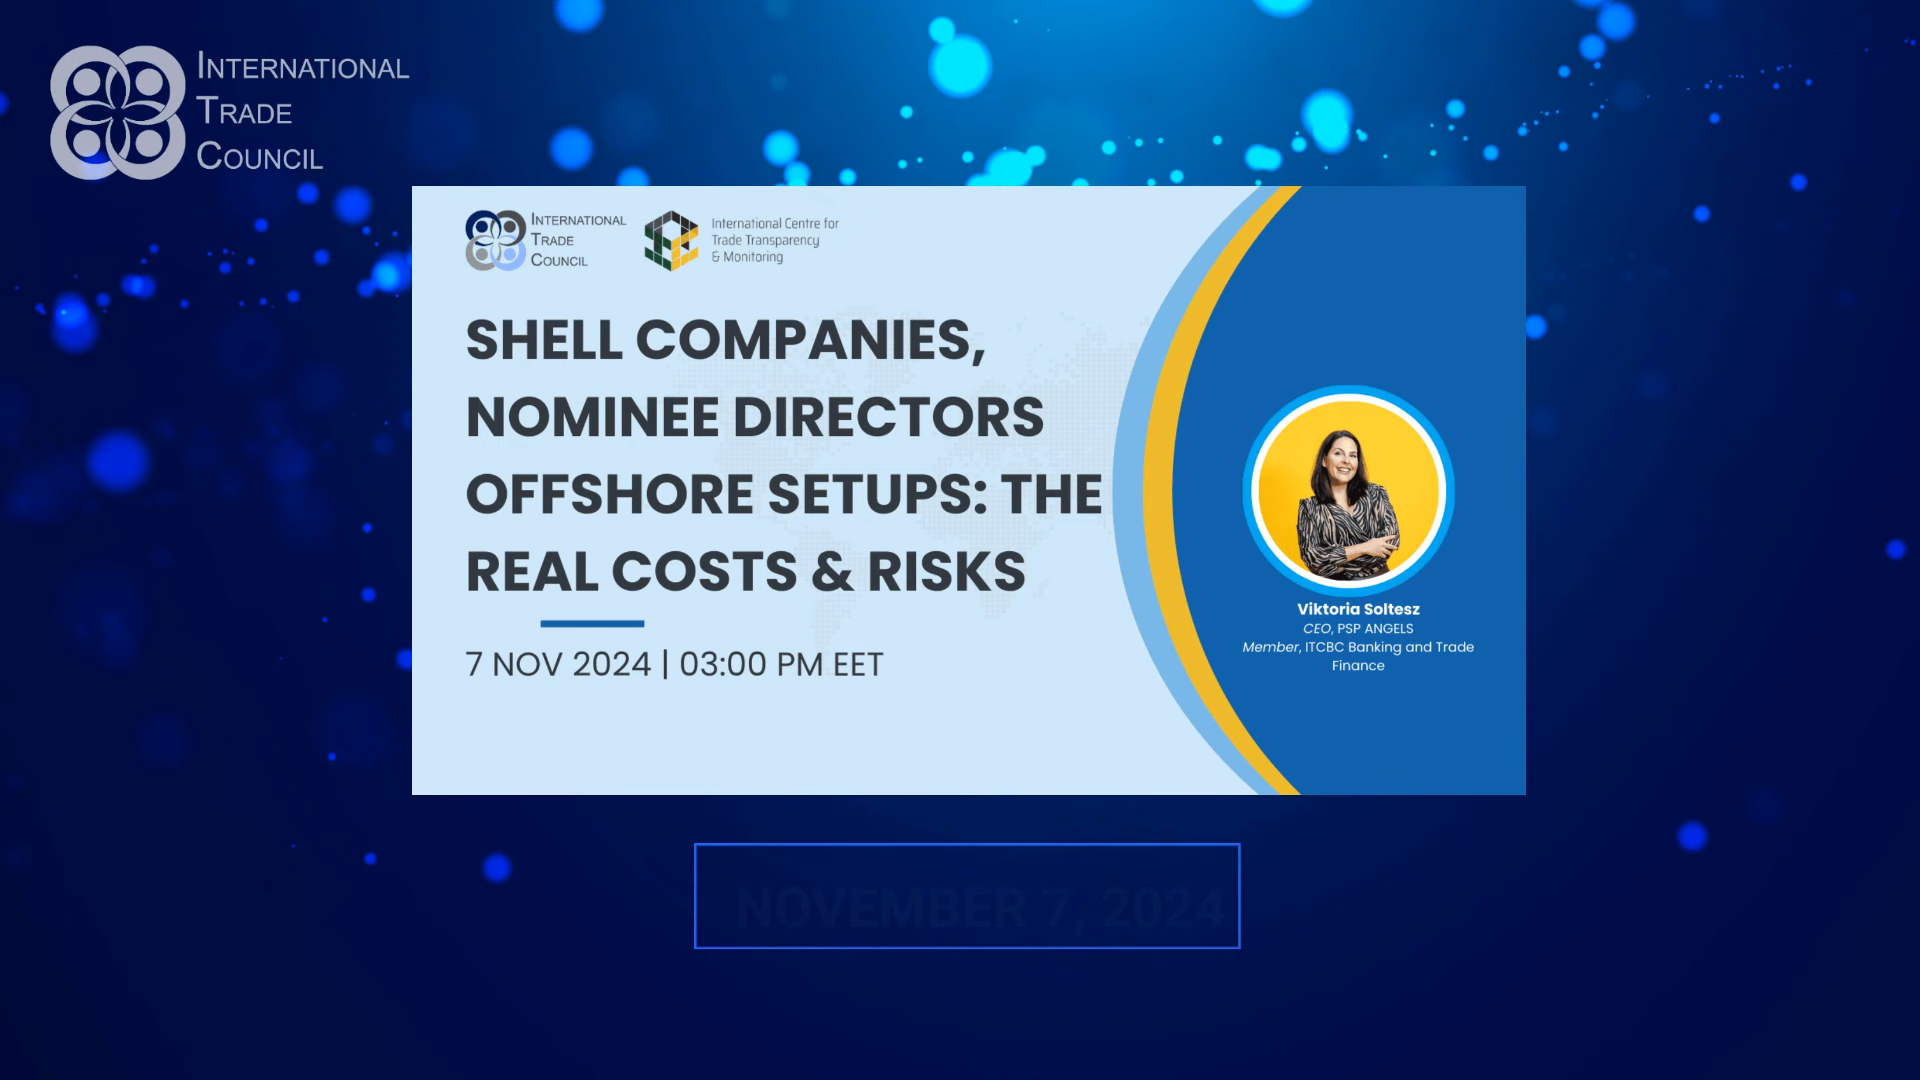 INTERNATIONAL
TRADE
COUNCIL
INTERNATIONAL
TRADE
COUNCIL
International Centre for
Trade Transparency
& Monitoring
SHELL COMPANIES,
NOMINEE DIRECTORS
OFFSHORE SETUPS: THE
REAL COSTS & RISKS
7 NOV 2024 | 03:00 PM EET
Viktoria Soltesz
CEO, PSP ANGELS
Member, ITCBC Banking and Trade
Finance
NOVEMBER 7, 2024